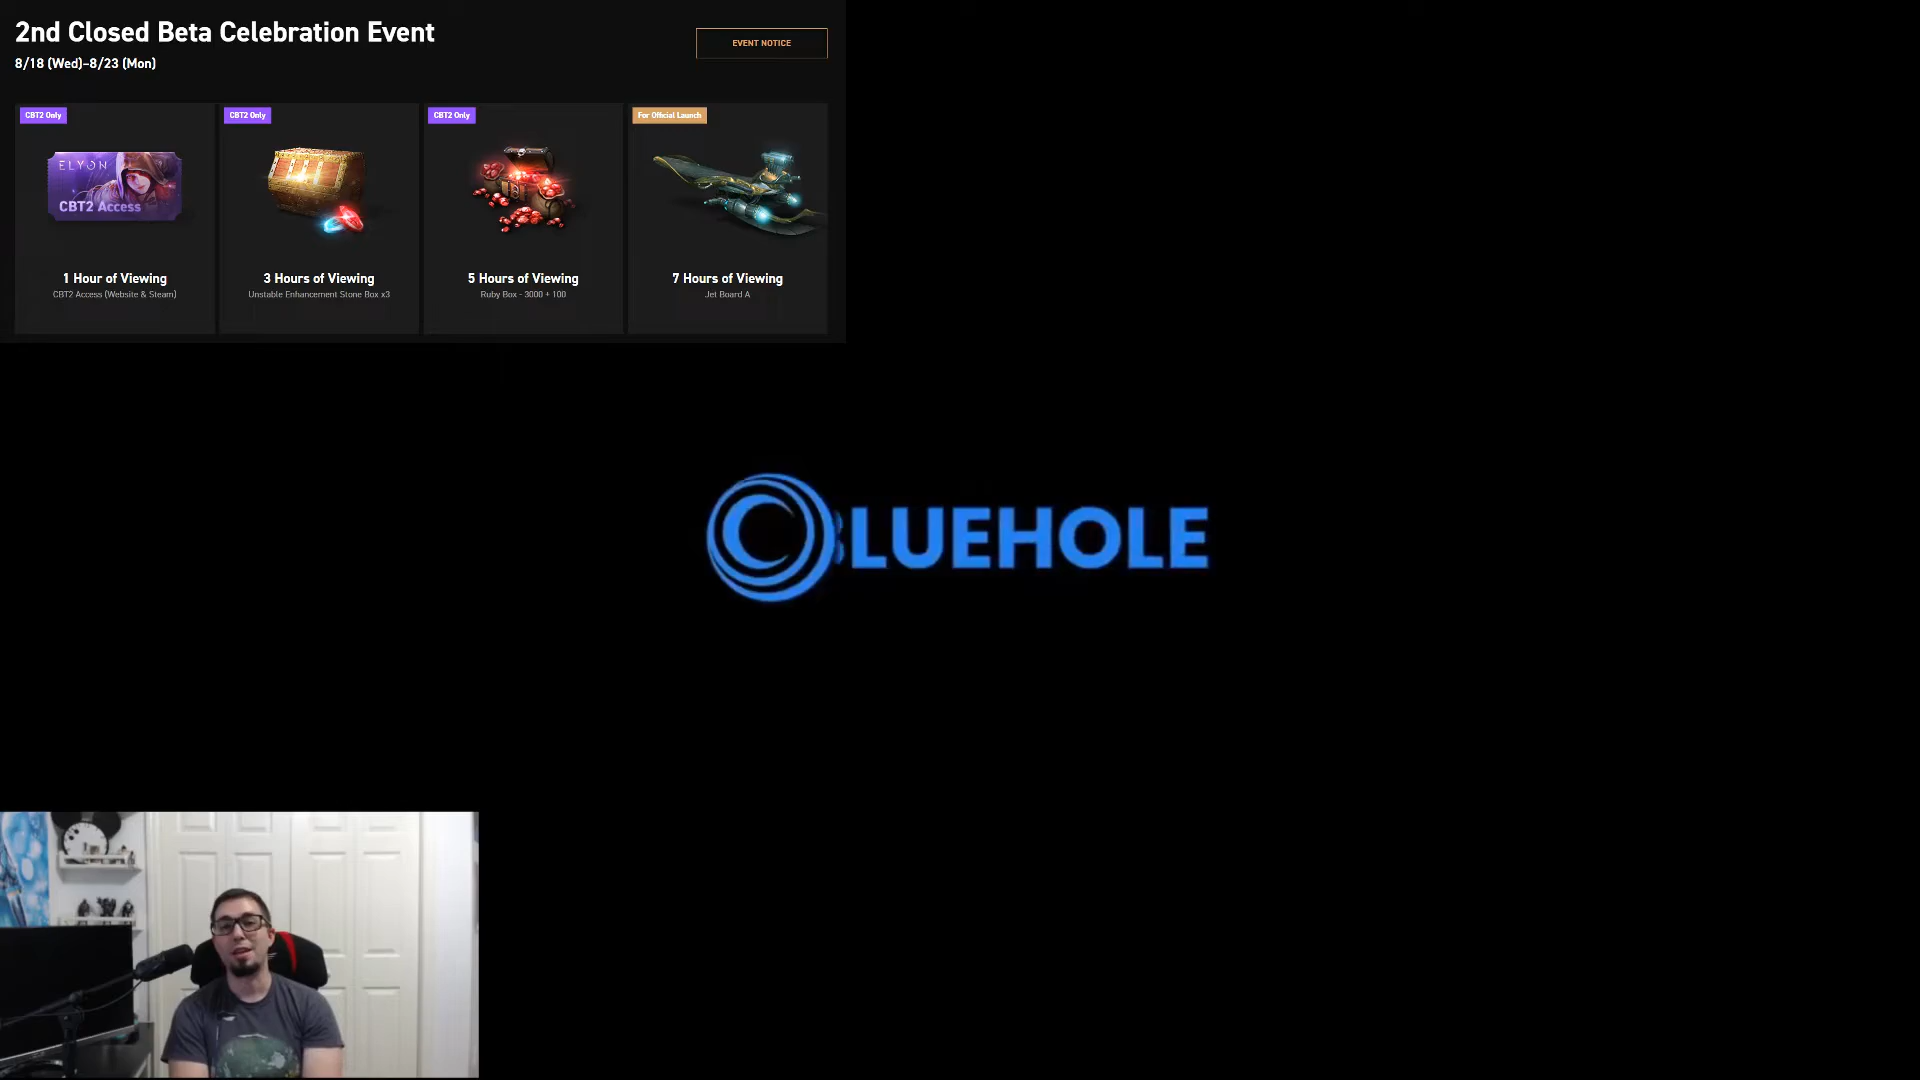 2nd Closed Beta Celebration Event
8/18 (Wed)–8/23 (Mon)
EVENT NOTICE
CBT2 Only
CBT2 Only
CBT2 Only
For Official Launch
ELYON
CBT2 Access
1 Hour of Viewing
CBT2 Access (Website & Steam)
3 Hours of Viewing
Unstable Enhancement Stone Box x3
5 Hours of Viewing
Ruby Box - 3000 + 100
7 Hours of Viewing
Jet Board A
BLUEHOLE